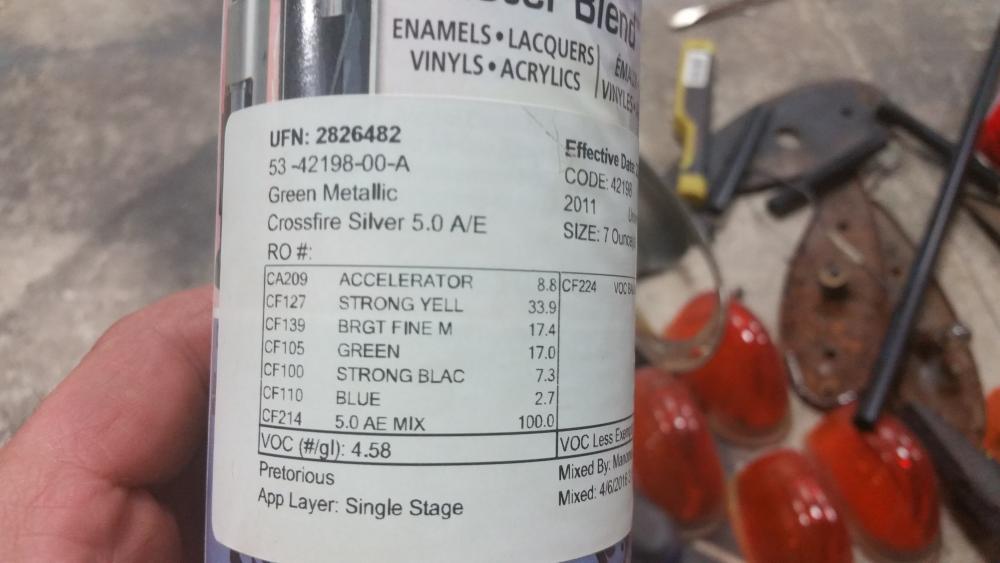 Blend
ENAMELS • LACQUERS
VINYLS • ACRYLICS
UFN: 2826482
53 -42198-00-A
Green Metallic
Crossfire Silver 5.0 A/E
RO #:
Effective Date:
CODE: 42198
2011
SIZE: 7
CA209 ACCELERATOR 8.8 CF224 VOC
CF127 STRONG YELL 33.9
CF139 BRGT FINE M 17.4
CF105 GREEN 17.0
CF100 STRONG BLAC 7.3
CF110 BLUE 2.7
CF214 5.0 AE MIX 100.0
VOC (#/gl): 4.58 VOC Less
Pretorious
App Layer: Single Stage
Mixed By:
Mixed: 4/6/2016